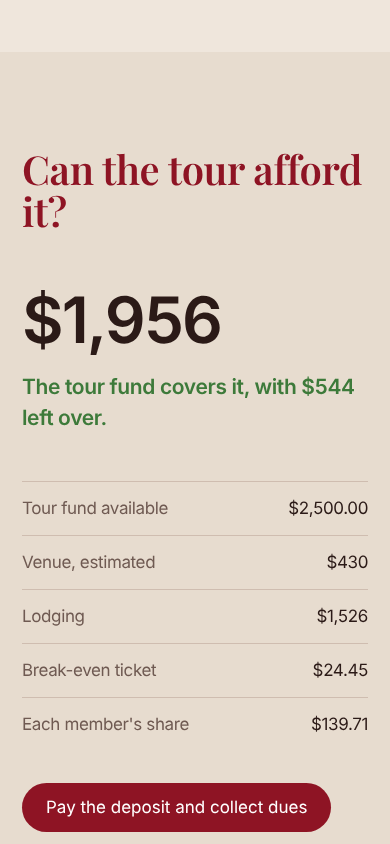 Can the tour afford
it?
$1,956
The tour fund covers it, with $544
left over.
Tour fund available $2,500.00
Venue, estimated $430
Lodging $1,526
Break-even ticket $24.45
Each member's share $139.71
Pay the deposit and collect dues